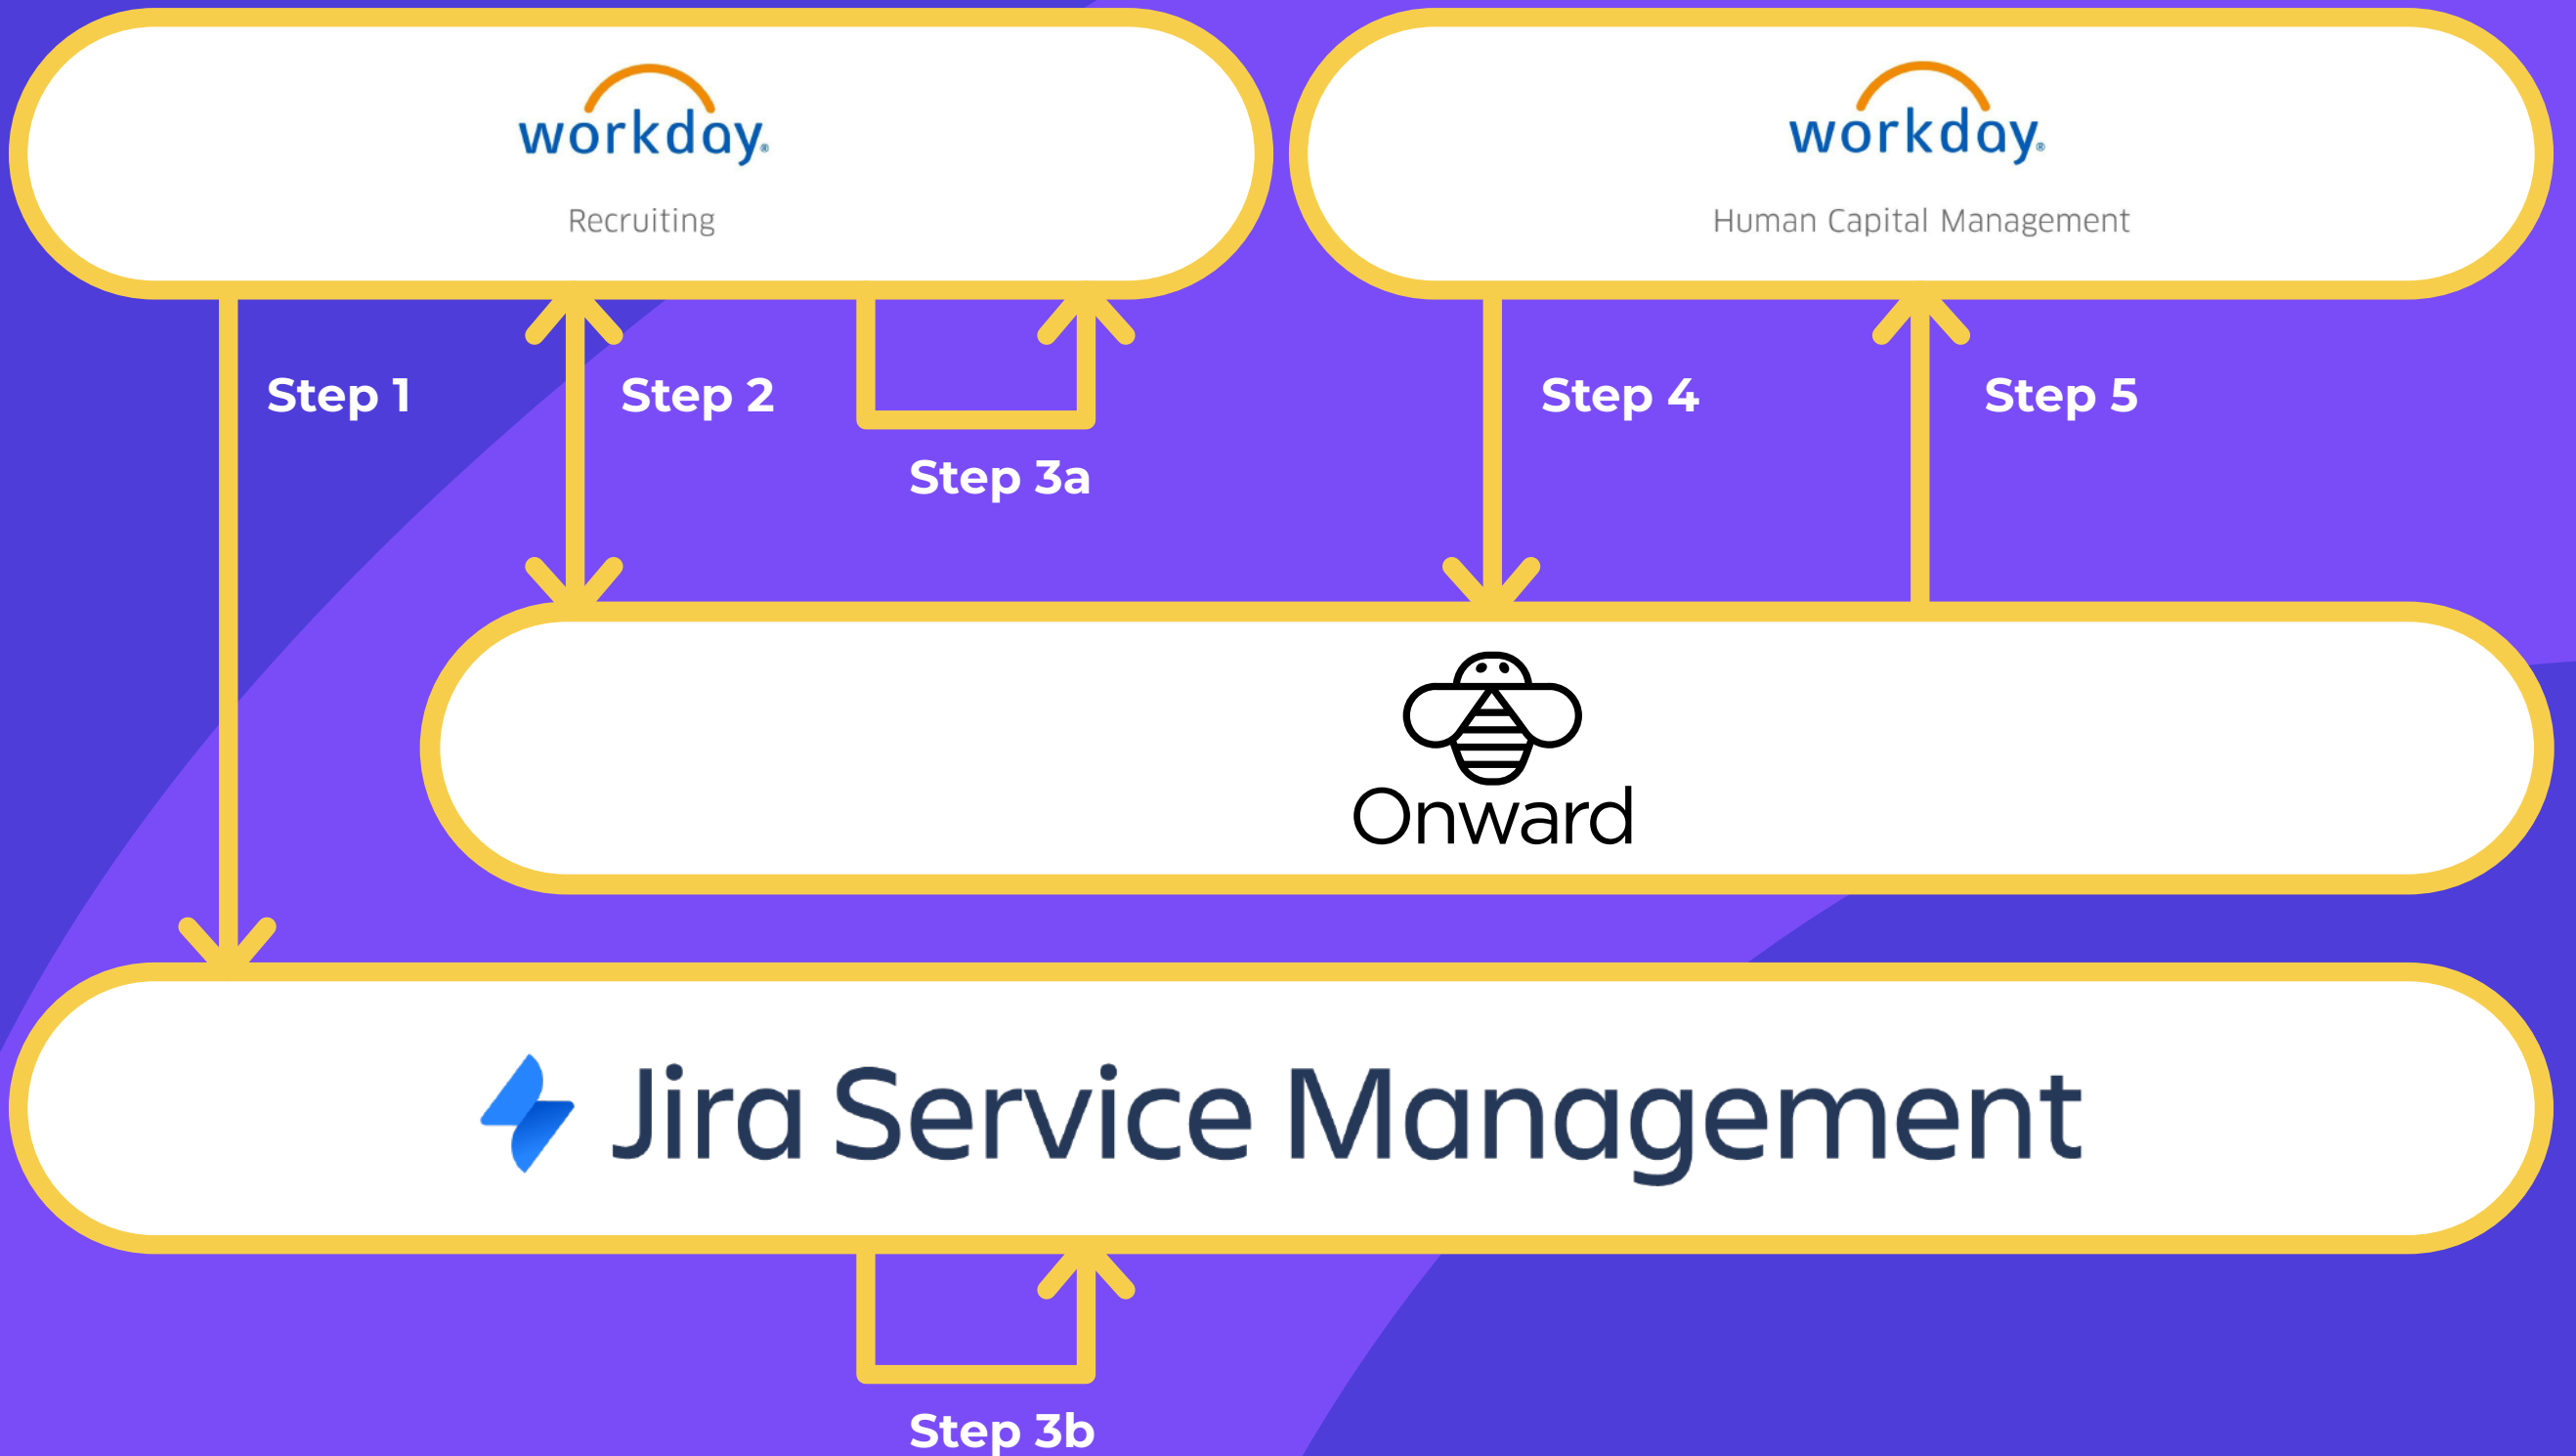 workday®
Recruiting
workday®
Human Capital Management
Step 1
Step 2
Step 3a
Step 4
Step 5
Onward
Jira Service Management
Step 3b